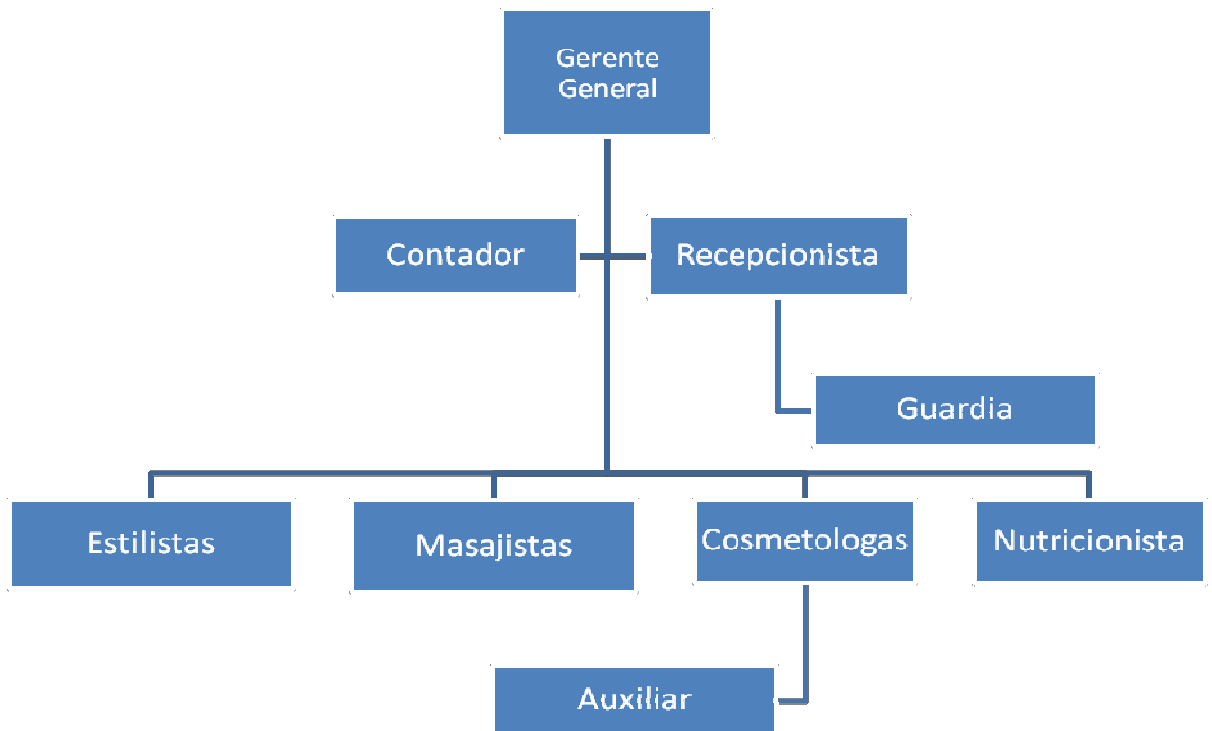 Gerente
General
Contador
Recepcionista
Guardia
Estilistas
Masajistas
Cosmetologas
Nutricionista
Auxiliar